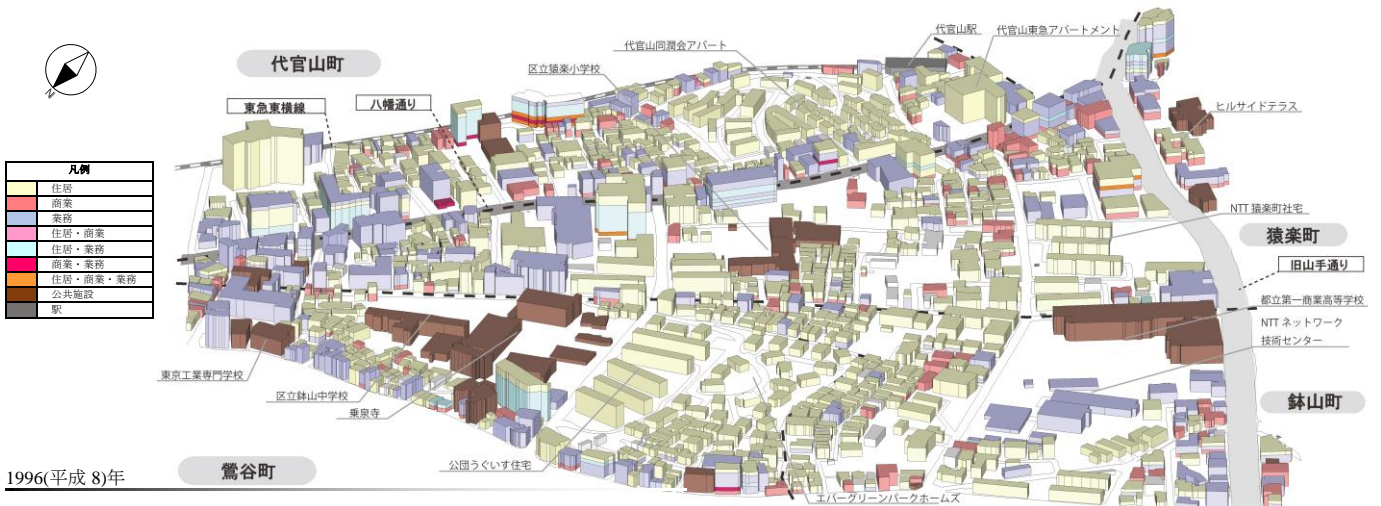 代官山町
代官山同潤会アパート
代官山駅
代官山東急アパートメント
区立猿楽小学校
N
東急東横線
八幡通り
ヒルサイドテラス
凡例
住居
商業
業務
住居・商業
住居・業務
商業・業務
住居・商業・業務
公共施設
駅
NTT 猿楽町社宅
猿楽町
旧山手通り
都立第一商業高等学校
NTT ネットワーク
技術センター
東京工業専門学校
区立鉢山中学校
乗泉寺
鉢山町
公団うぐいす住宅
鶯谷町
1996(平成 8)年
エバーグリーンパークホームズ